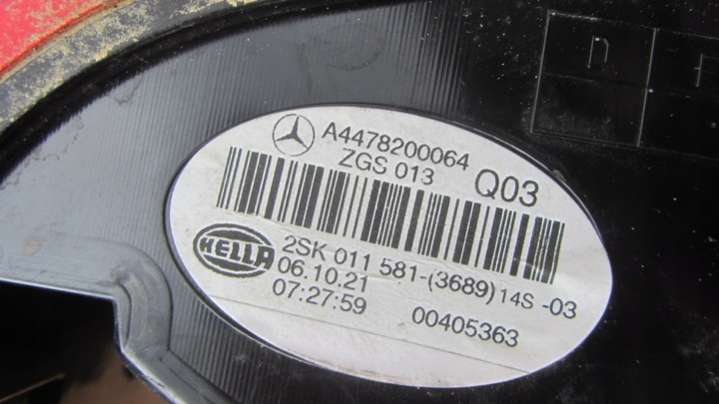 A4478200064
ZGS 013
Q03
HELLA
2SK 011 581-(3689)14S -03
06.10.21
07:27:59
00405363
D